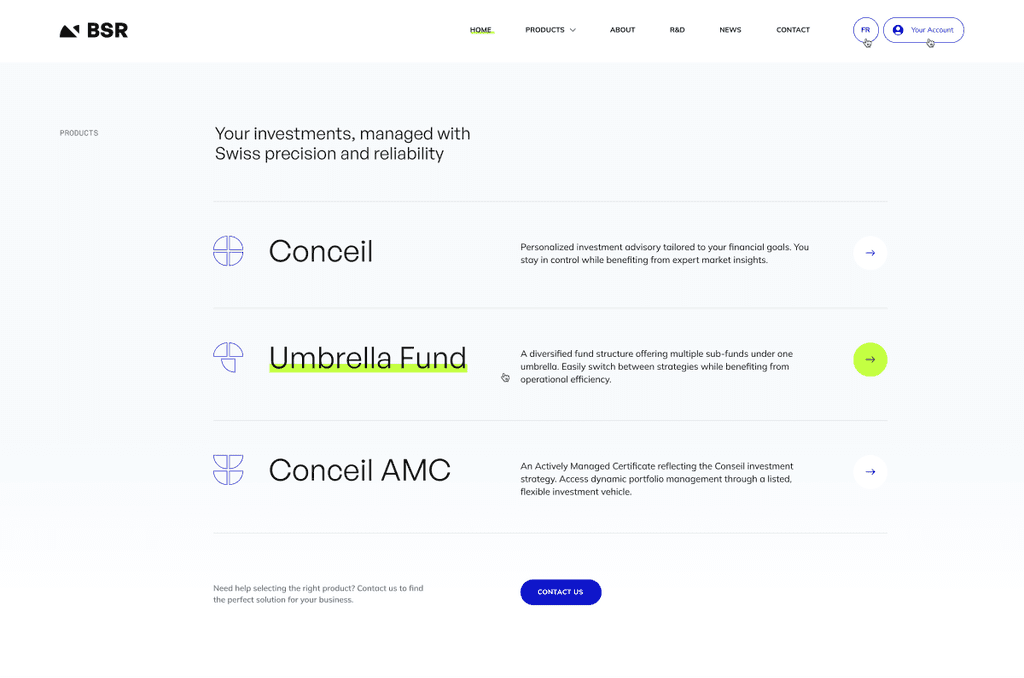 BSR
HOME
PRODUCTS
ABOUT
R&D
NEWS
CONTACT
FR
Your Account
PRODUCTS
Your investments, managed with
Swiss precision and reliability
Conceil
Personalized investment advisory tailored to your financial goals. You
stay in control while benefiting from expert market insights.
Umbrella Fund
A diversified fund structure offering multiple sub-funds under one
umbrella. Easily switch between strategies while benefiting from
operational efficiency.
Conceil AMC
An Actively Managed Certificate reflecting the Conseil investment
strategy. Access dynamic portfolio management through a listed,
flexible investment vehicle.
Need help selecting the right product? Contact us to find
the perfect solution for your business.
CONTACT US